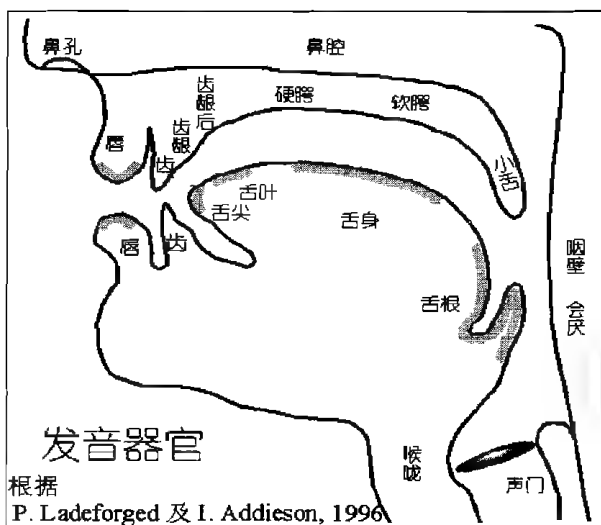 鼻孔
鼻腔
齿龈后
硬腭
软腭
齿龈
唇
齿
小舌
舌叶
舌尖
舌身
唇
齿
咽壁
会厌
舌根
发音器官
喉咙
声门
根据
P. Ladeforged 及 I. Addieson, 1996